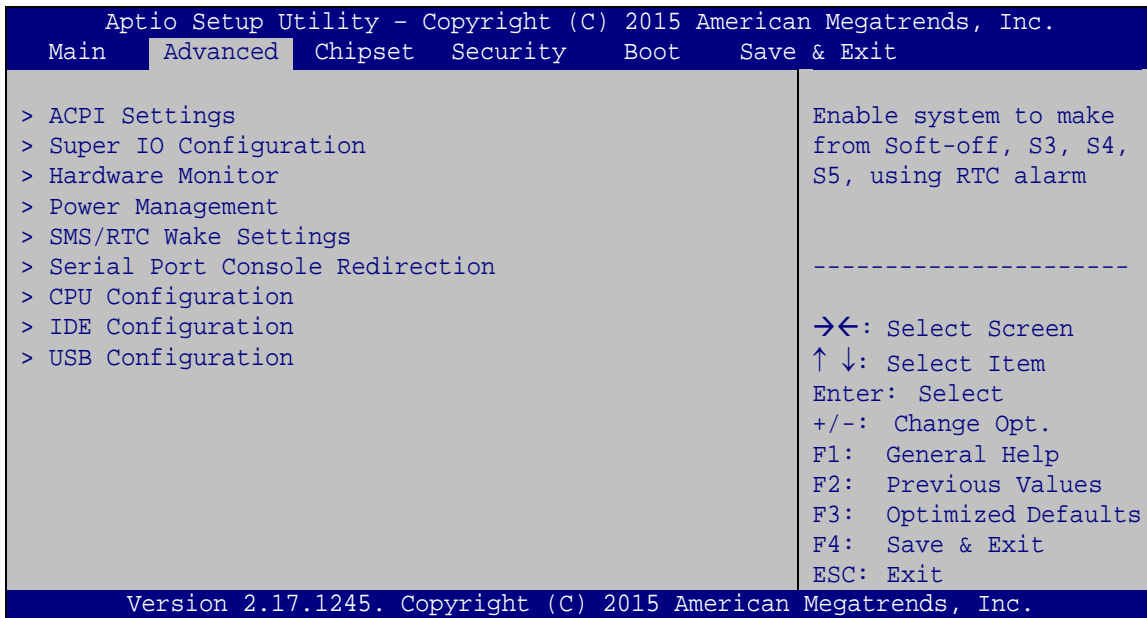 Aptio Setup Utility – Copyright (C) 2015 American Megatrends, Inc.
Main Advanced Chipset Security Boot Save & Exit
> ACPI Settings
> Super IO Configuration
> Hardware Monitor
> Power Management
> SMS/RTC Wake Settings
> Serial Port Console Redirection
> CPU Configuration
> IDE Configuration
> USB Configuration
Enable system to make
from Soft-off, S3, S4,
S5, using RTC alarm
----------------------
→←: Select Screen
↑ ↓: Select Item
Enter: Select
+/-: Change Opt.
F1: General Help
F2: Previous Values
F3: Optimized Defaults
F4: Save & Exit
ESC: Exit
Version 2.17.1245. Copyright (C) 2015 American Megatrends, Inc.